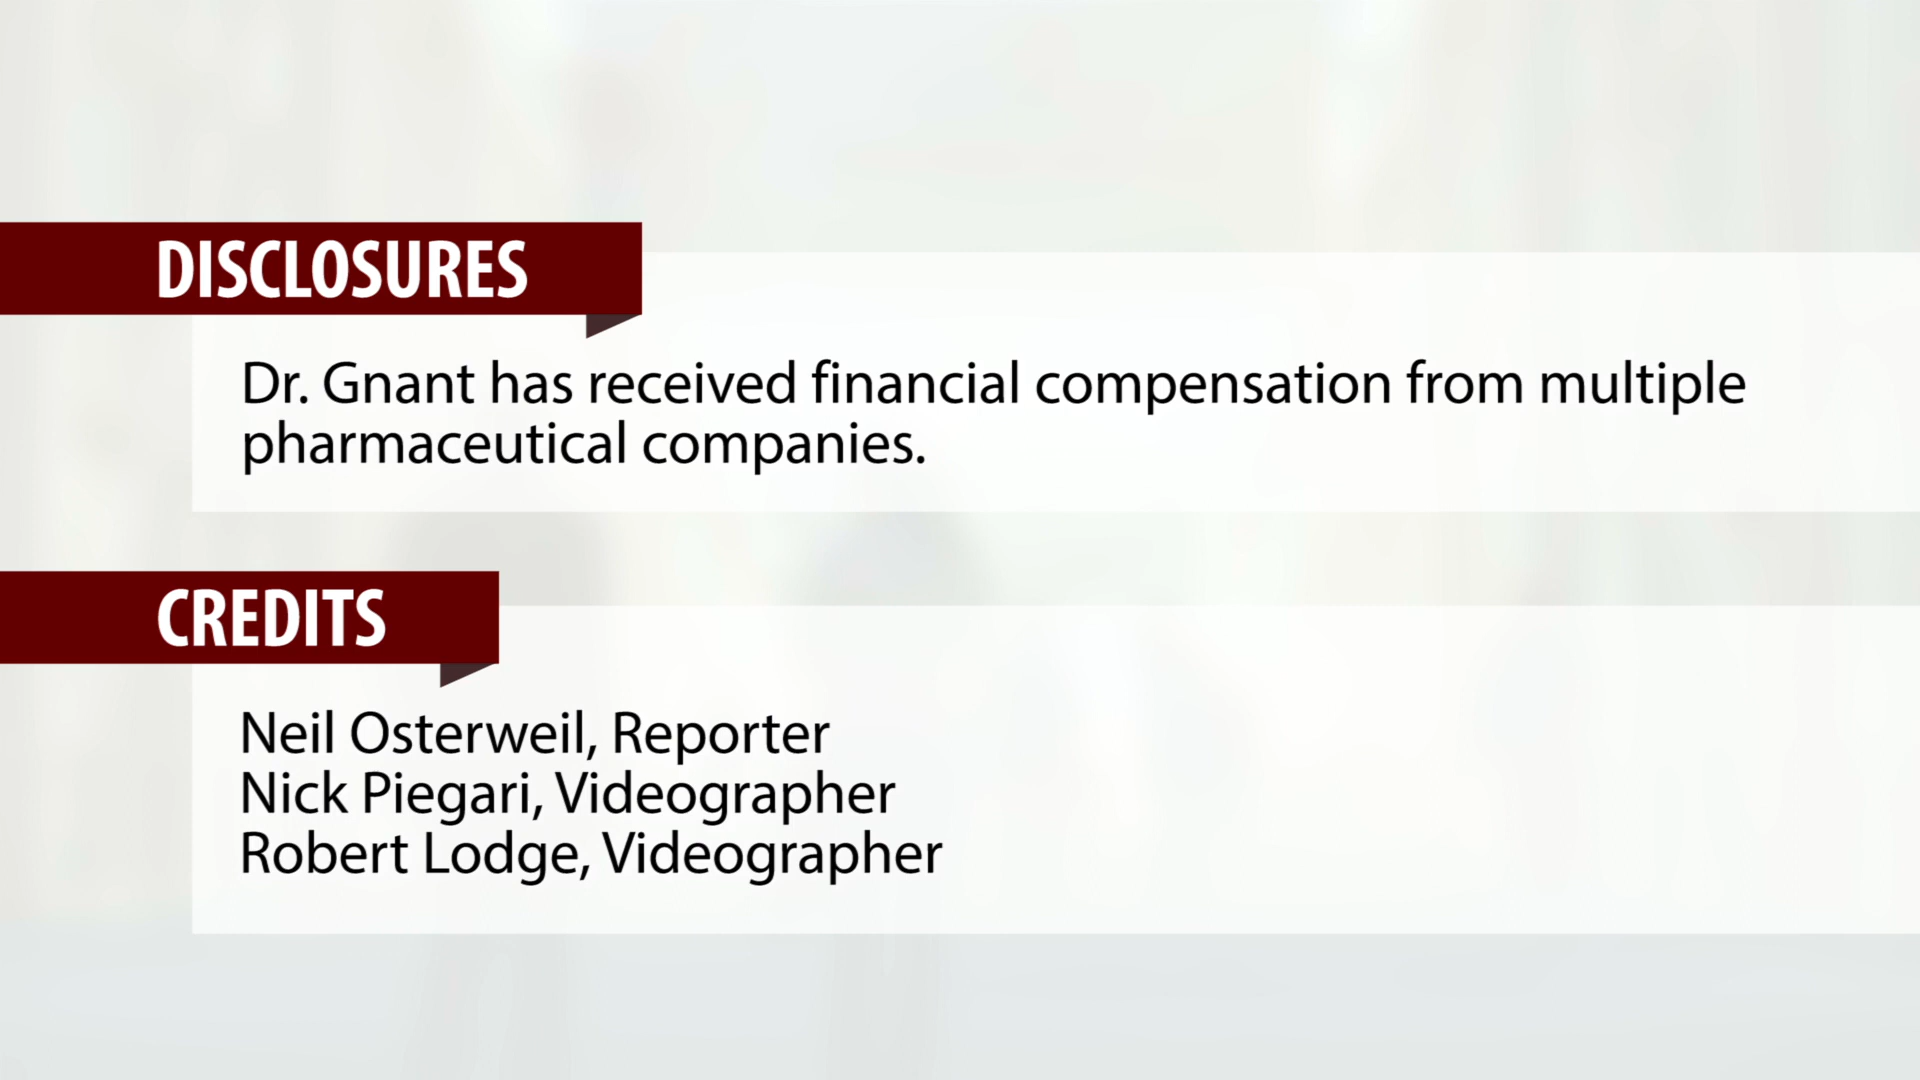 DISCLOSURES
Dr. Gnant has received financial compensation from multiple
pharmaceutical companies.
CREDITS
Neil Osterweil, Reporter
Nick Piegari, Videographer
Robert Lodge, Videographer